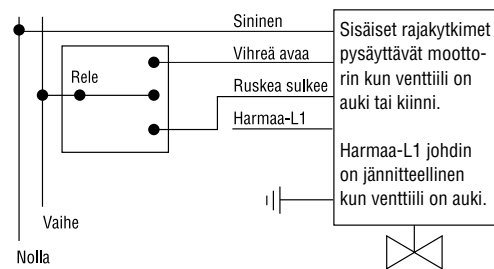 Sininen
Vihreä avaa
Rele
Ruskea sulkee
Harmaa-L1
Vaihe
Nolla
Sisäiset rajakytkimet
pysäyttävät mootto-
rin kun venttiili on
auki tai kiinni.
Harmaa-L1 johdin
on jännitteellinen
kun venttiili on auki.